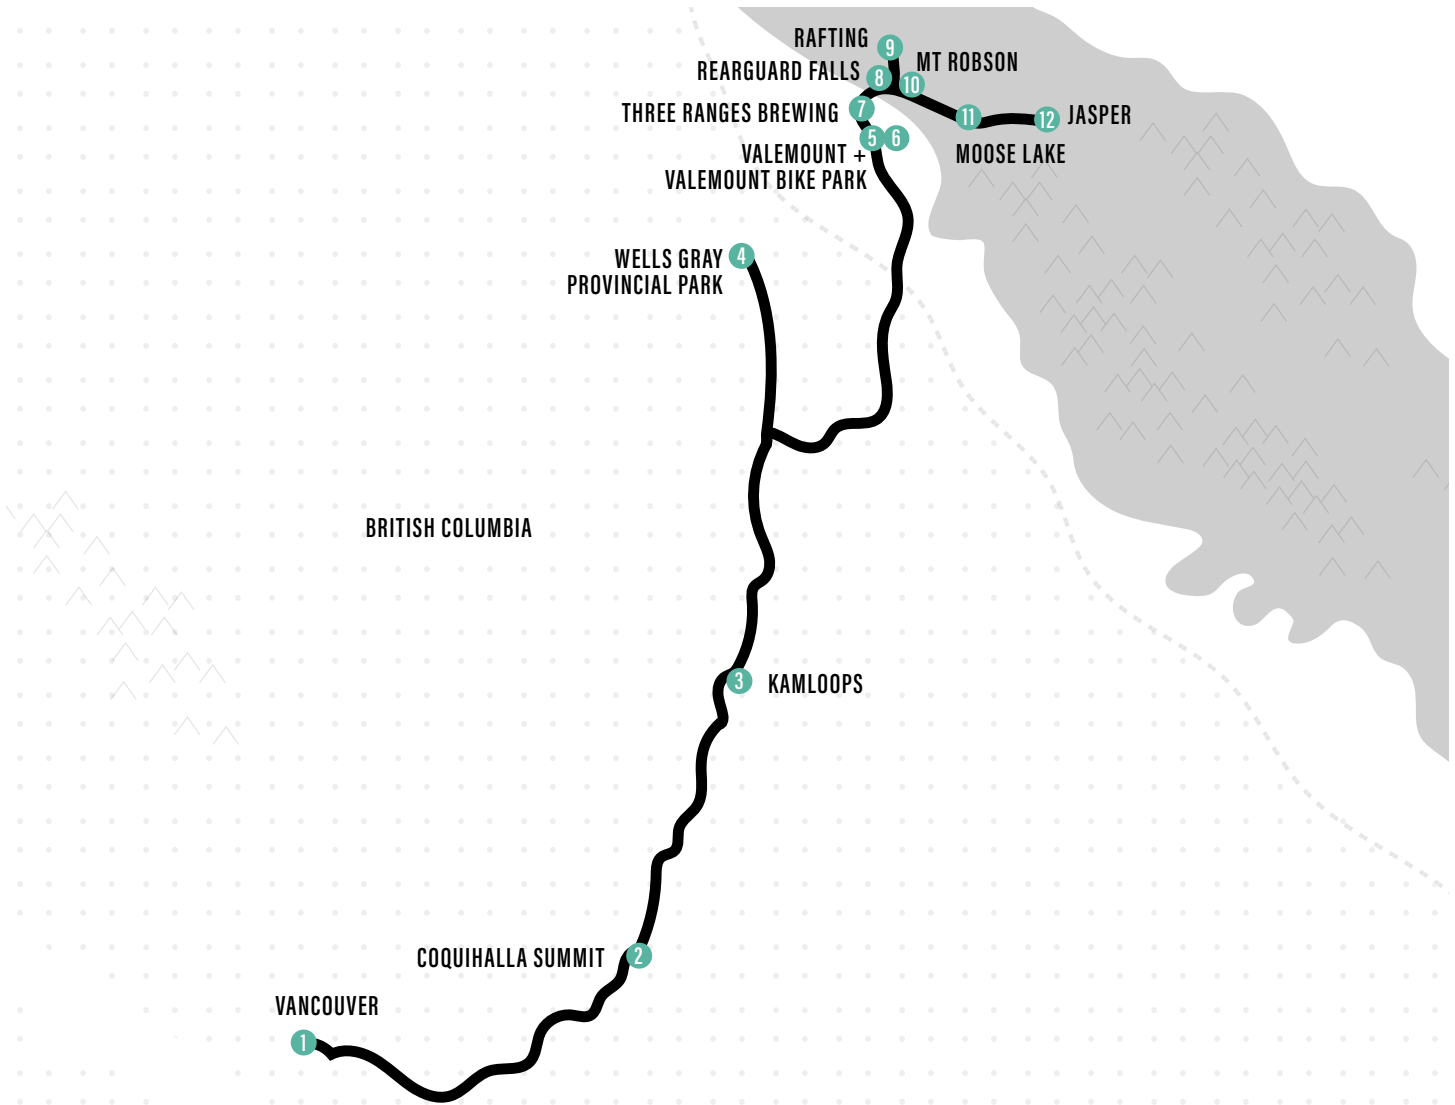 RAFTING
9
MT ROBSON
REARGUARD FALLS
8
10
THREE RANGES BREWING
7
11
12
JASPER
5
6
VALEMOUNT +
VALEMOUNT BIKE PARK
MOOSE LAKE
WELLS GRAY
PROVINCIAL PARK
4
BRITISH COLUMBIA
3
KAMLOOPS
COQUIHALLA SUMMIT
2
VANCOUVER
1